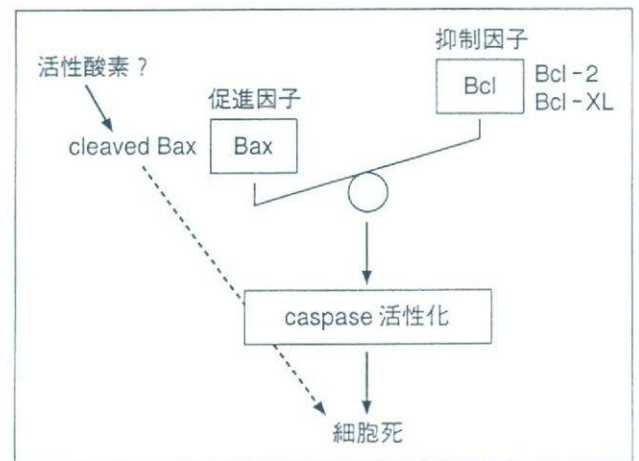 抑制因子
活性酸素?
Bcl
Bcl-2
Bcl-XL
促進因子
cleaved Bax
Bax
caspase 活性化
細胞死